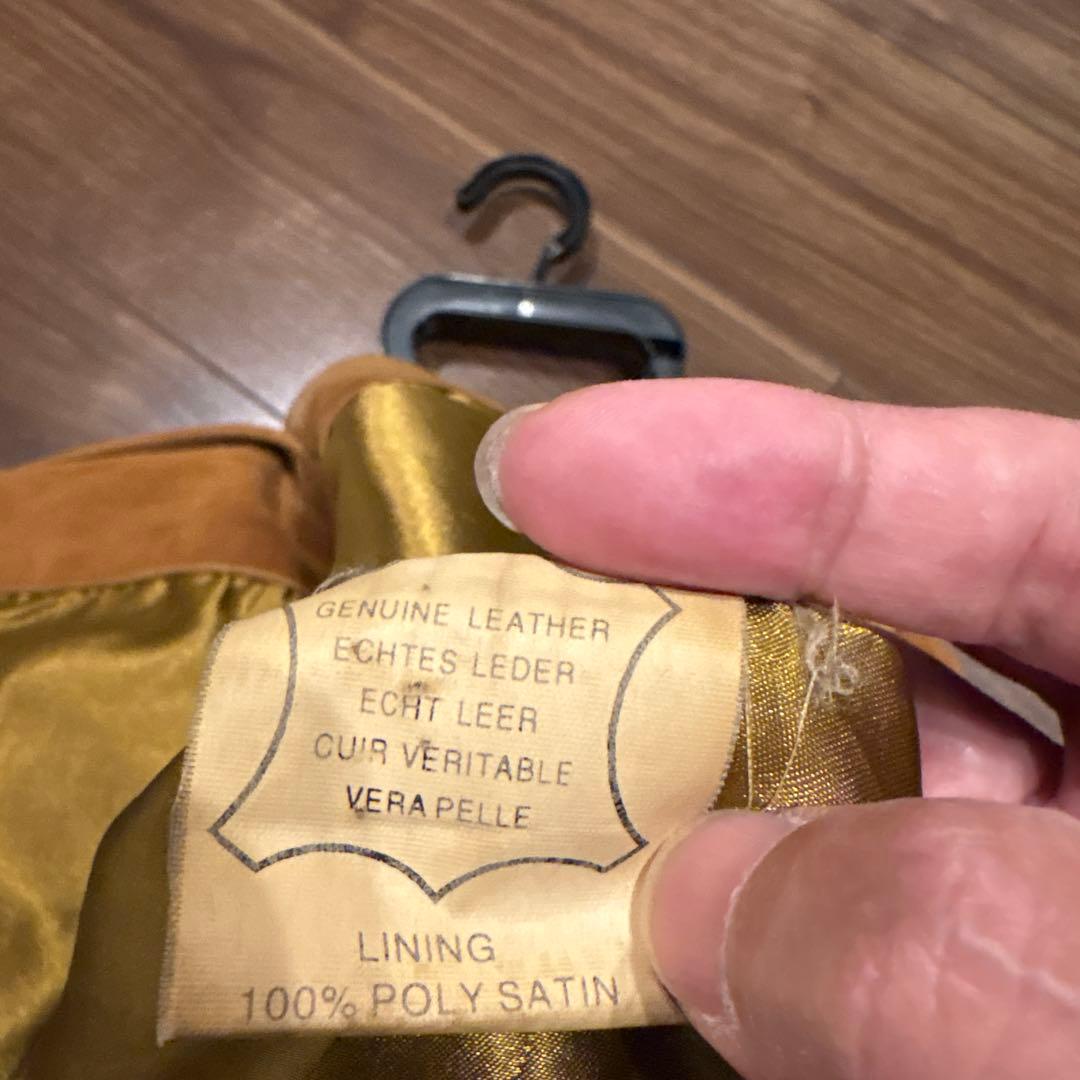 GENUINE LEATHER
ECHTES LEDER
ECHT LEER
CUIR VERITABLE
VERA PELLE
LINING
100% POLY SATIN